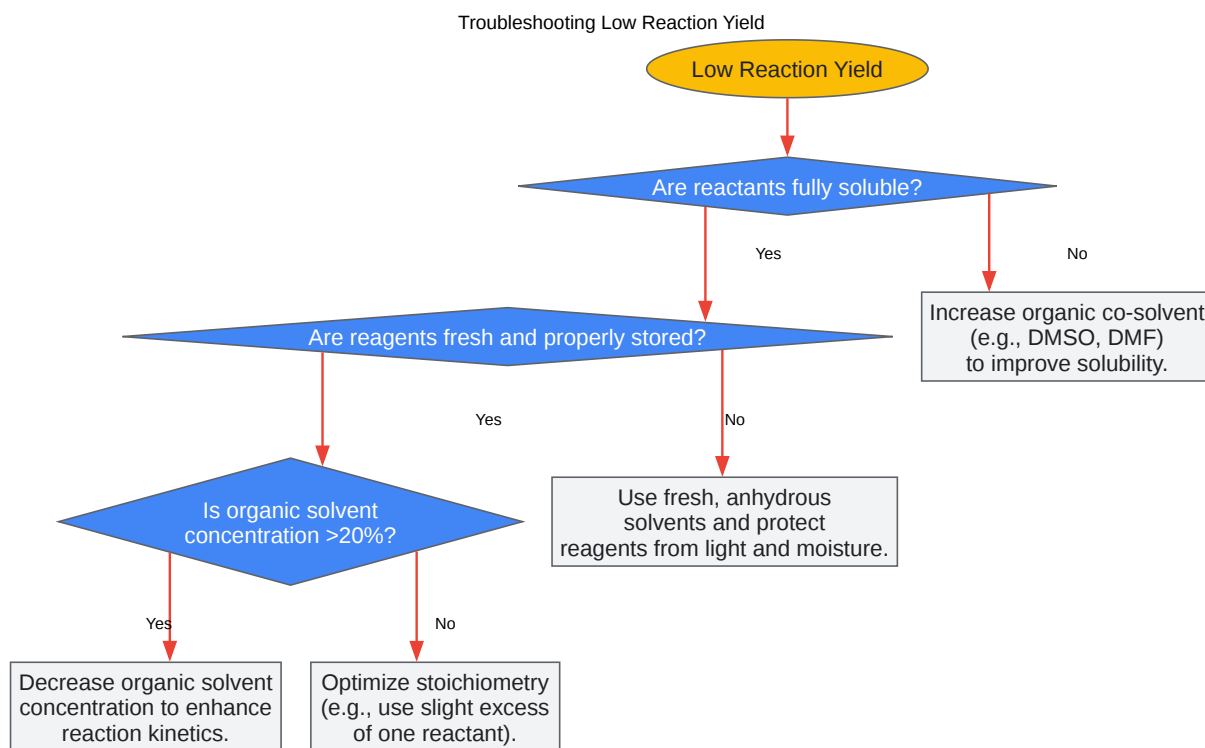 Troubleshooting Low Reaction Yield
Low Reaction Yield
Are reactants fully soluble?
Yes
No
Increase organic co-solvent
(e.g., DMSO, DMF)
to improve solubility.
Are reagents fresh and properly stored?
Yes
No
Is organic solvent
concentration >20%?
Use fresh, anhydrous
solvents and protect
reagents from light and moisture.
Yes
No
Decrease organic solvent
concentration to enhance
reaction kinetics.
Optimize stoichiometry
(e.g., use slight excess
of one reactant).